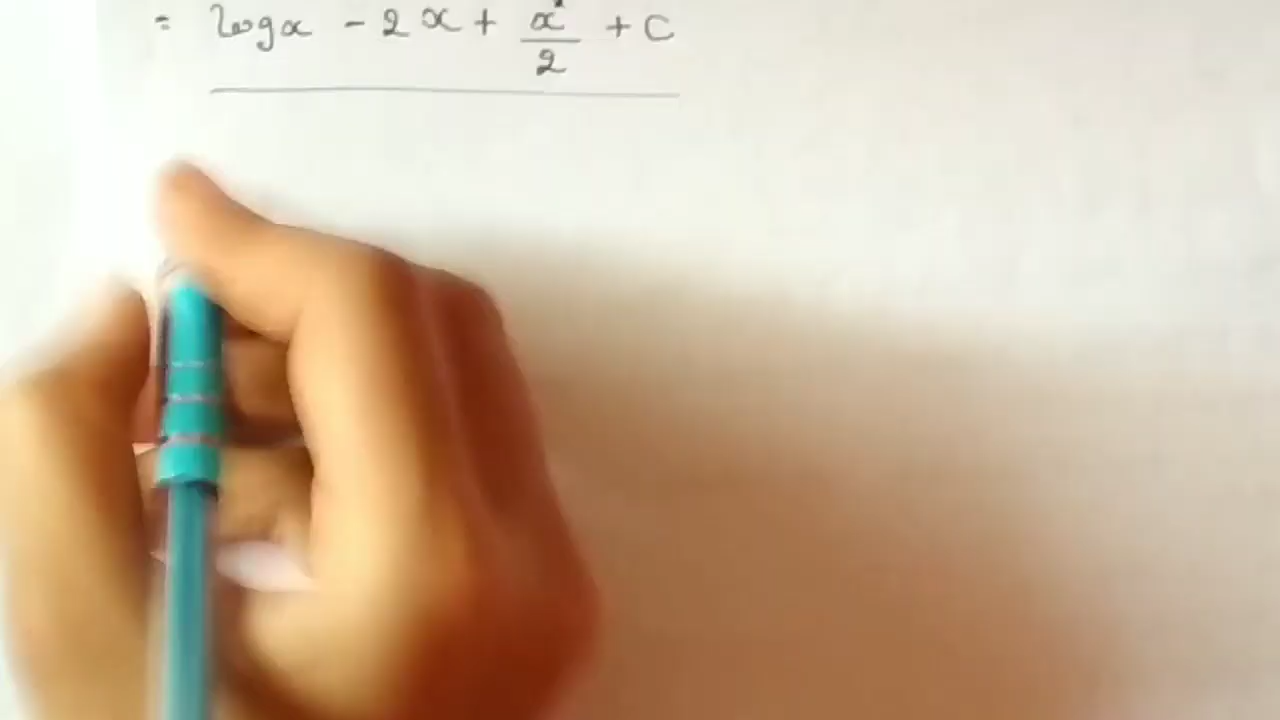 = log x - 2x + x²/2 + C